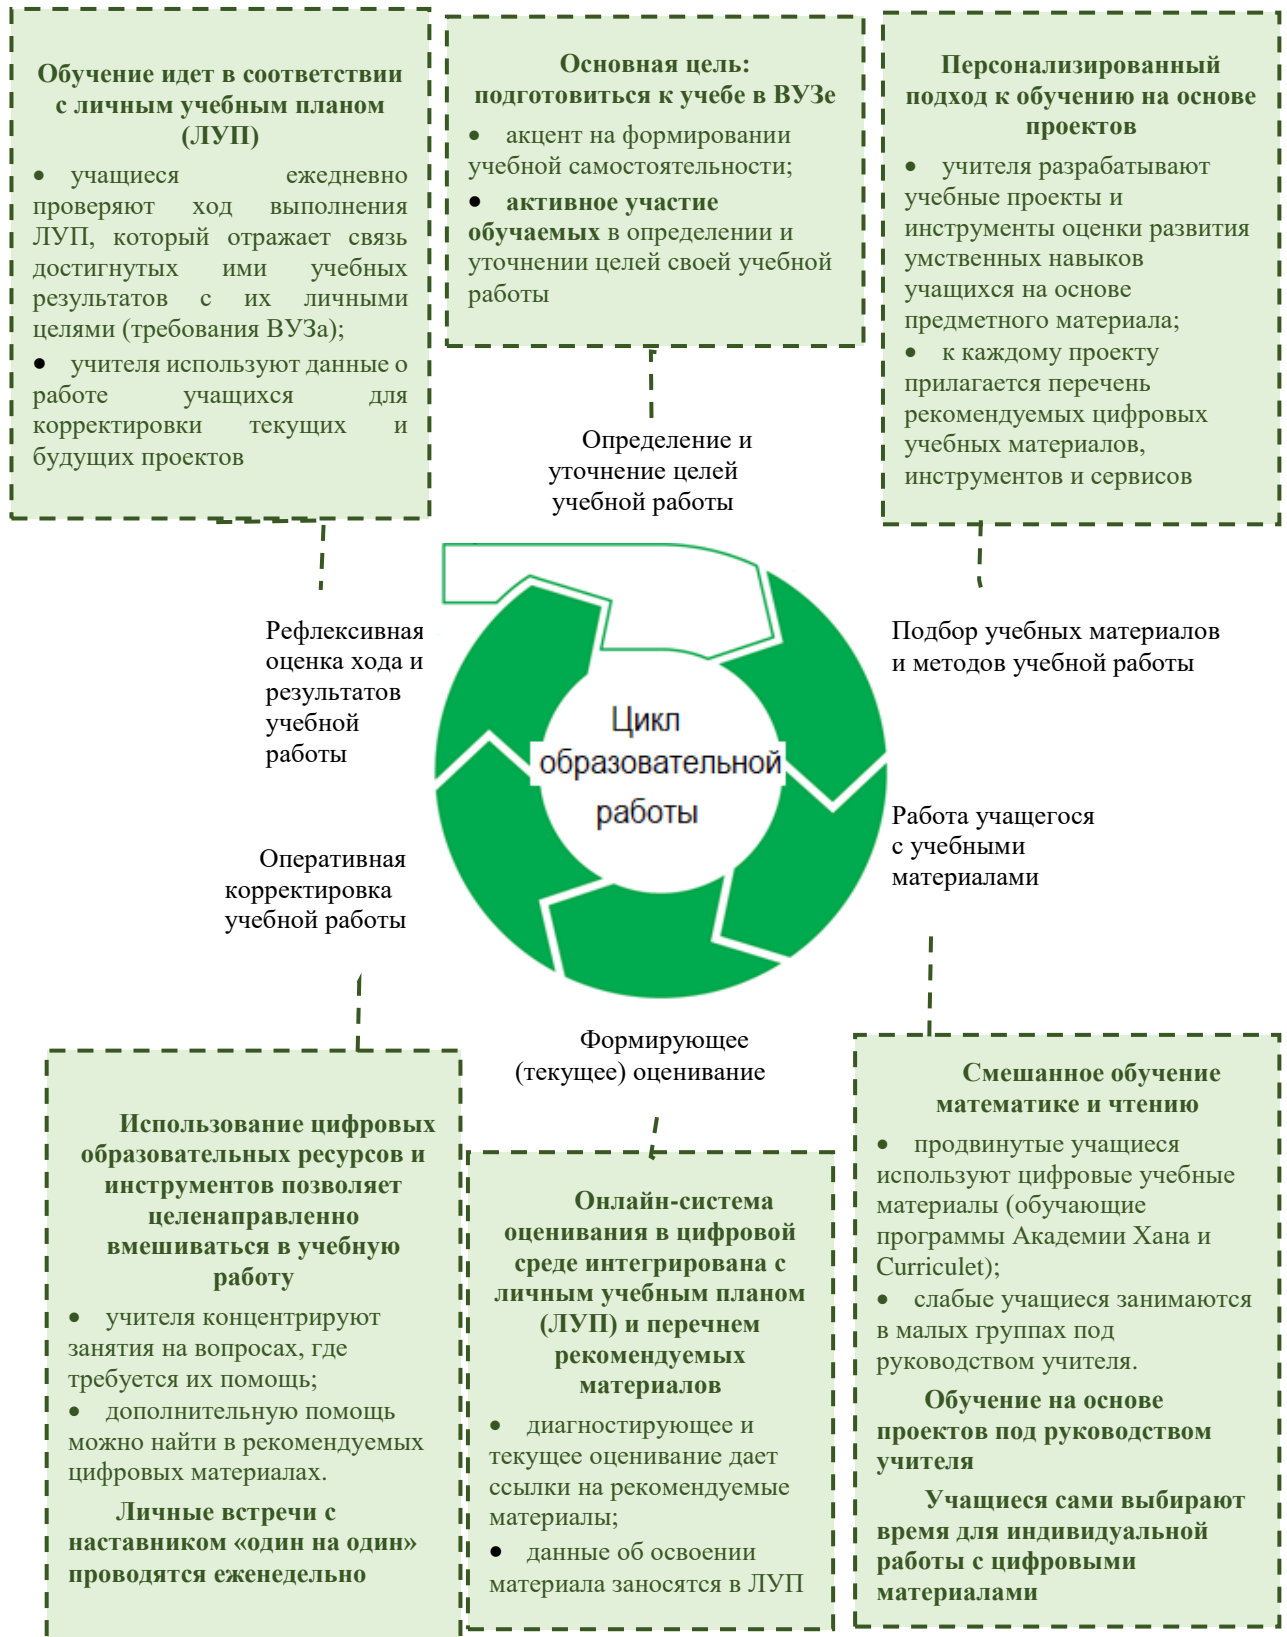 Обучение идет в соответствии
с личным учебным планом
(ЛУП)
• учащиеся ежедневно
проверяют ход выполнения
ЛУП, который отражает связь
достигнутых ими учебных
результатов с их личными
целями (требования ВУЗа);
• учителя используют данные о
работе учащихся для
корректировки текущих и
будущих проектов
Основная цель:
подготовиться к учебе в ВУЗе
• акцент на формировании
учебной самостоятельности;
• активное участие
обучаемых в определении и
уточнении целей своей учебной
работы
Персонализированный
подход к обучению на основе
проектов
• учителя разрабатывают
учебные проекты и
инструменты оценки развития
умственных навыков
учащихся на основе
предметного материала;
• к каждому проекту
прилагается перечень
рекомендуемых цифровых
учебных материалов,
инструментов и сервисов
Определение и
уточнение целей
учебной работы
Рефлексивная
оценка хода и
результатов
учебной
работы
Подбор учебных материалов
и методов учебной работы
Цикл
образовательной
работы
Работа учащегося
с учебными
материалами
Оперативная
корректировка
учебной работы
Формирующее
(текущее) оценивание
Использование цифровых
образовательных ресурсов и
инструментов позволяет
целенаправленно
вмешиваться в учебную
работу
• учителя концентрируют
занятия на вопросах, где
требуется их помощь;
• дополнительную помощь
можно найти в рекомендуемых
цифровых материалах.
Личные встречи с
наставником «один на один»
проводятся еженедельно
Онлайн-система
оценивания в цифровой
среде интегрирована с
личным учебным планом
(ЛУП) и перечнем
рекомендуемых
материалов
• диагностирующее и
текущее оценивание дает
ссылки на рекомендуемые
материалы;
• данные об освоении
материала заносятся в ЛУП
Смешанное обучение
математике и чтению
• продвинутые учащиеся
используют цифровые учебные
материалы (обучающие
программы Академии Хана и
Curriculet);
• слабые учащиеся занимаются
в малых группах под
руководством учителя.
Обучение на основе
проектов под руководством
учителя
Учащиеся сами выбирают
время для индивидуальной
работы с цифровыми
материалами